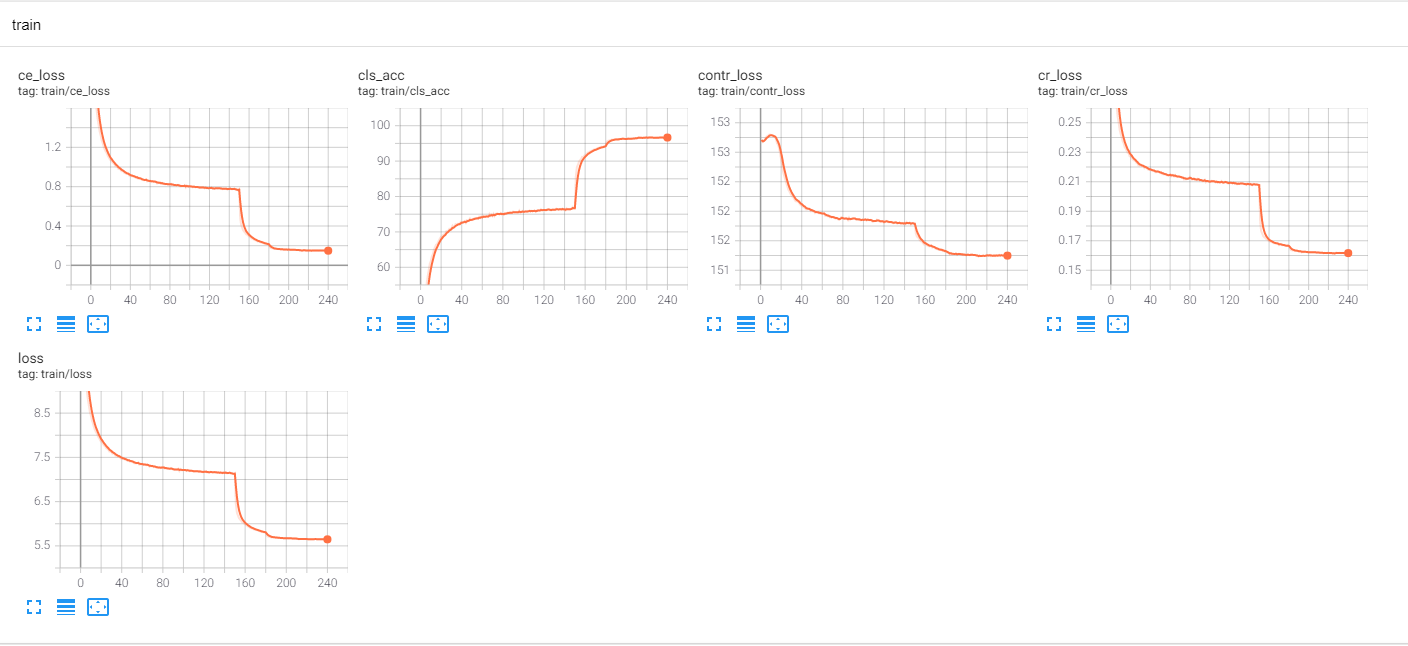 train
ce_loss
tag: train/ce_loss
1.2
0.8
0.4
0
0 40 80 120 160 200 240
cls_acc
tag: train/cls_acc
100
90
80
70
60
0 40 80 120 160 200 240
contr_loss
tag: train/contr_loss
153
153
152
152
152
151
0 40 80 120 160 200 240
cr_loss
tag: train/cr_loss
0.25
0.23
0.21
0.19
0.17
0.15
0 40 80 120 160 200 240
loss
tag: train/loss
8.5
7.5
6.5
5.5
0 40 80 120 160 200 240